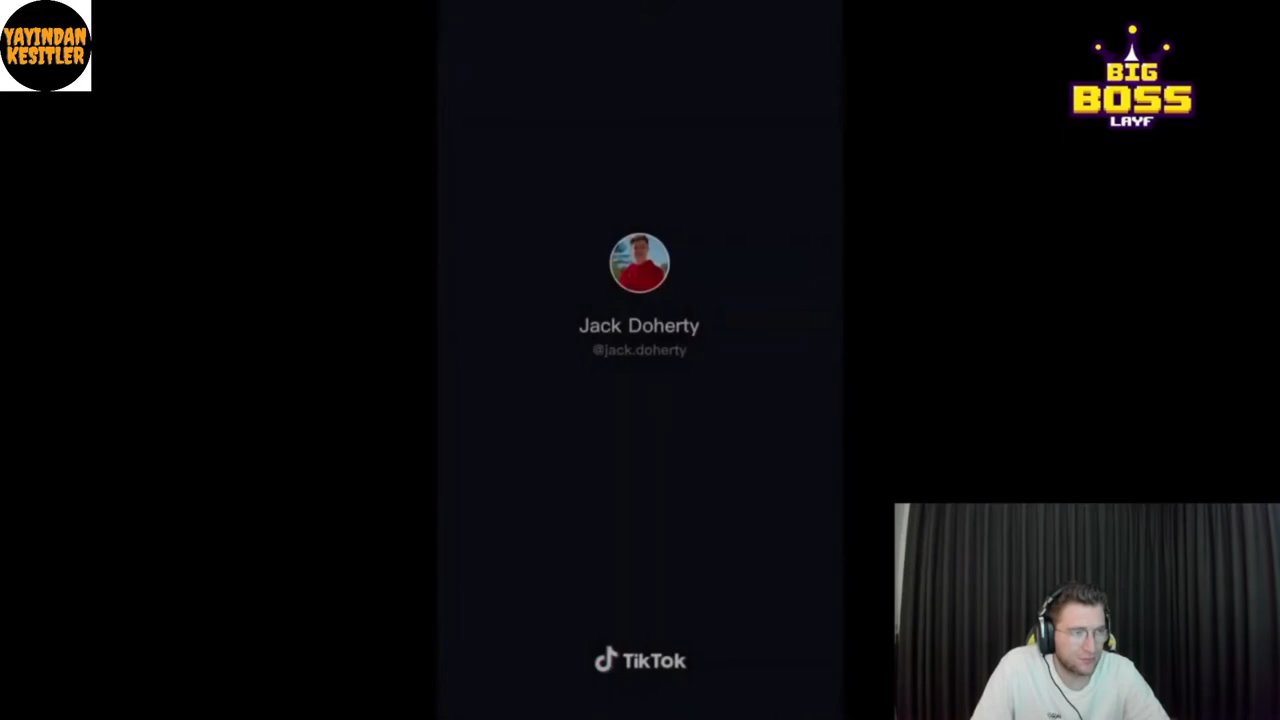 YAYINDAN
KESITLER
BIG
BOSS
LAYF
Jack Doherty
@jack.doherty
TikTok